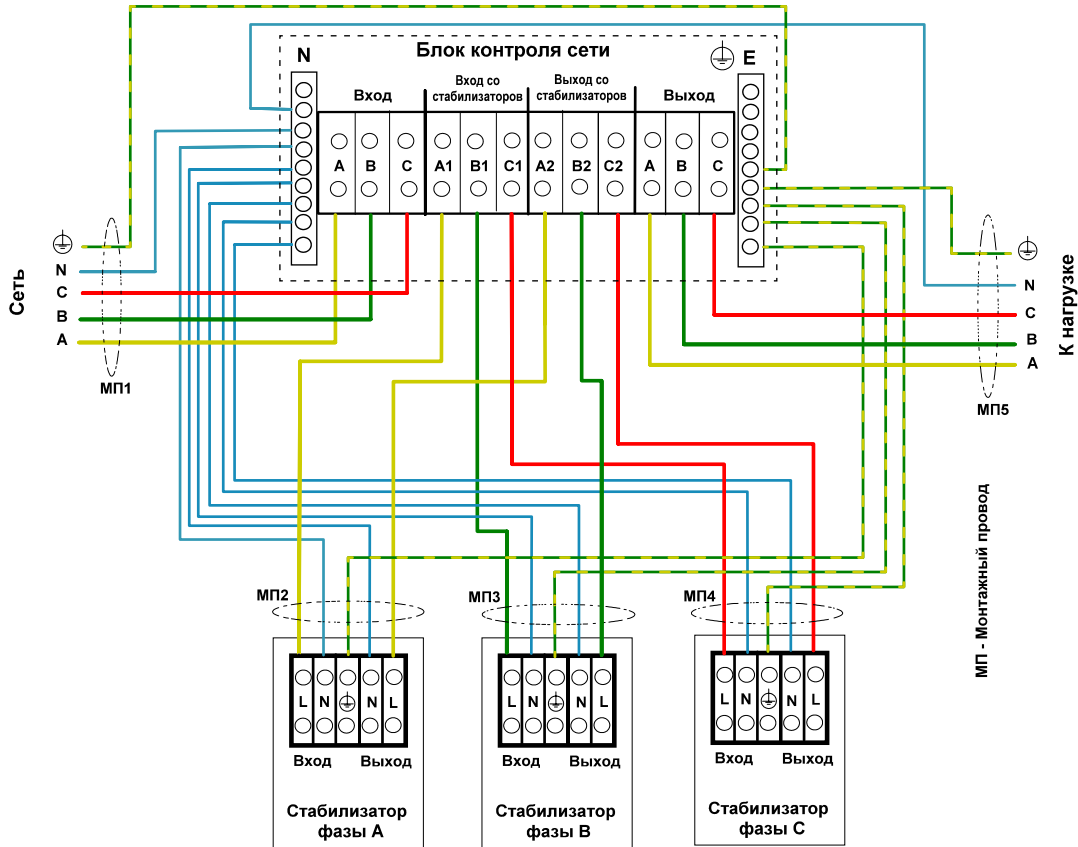 Блок контроля сети
N
E
Вход
Вход со
стабилизаторов
Выход со
стабилизаторов
Выход
A B C A1 B1 C1 A2 B2 C2 A B C
Сеть
N
C
B
A
МП1
К нагрузке
N
C
B
A
МП5
МП - Монтажный провод
МП2
МП3
МП4
L N N L
Вход Выход
Стабилизатор
фазы A
L N N L
Вход Выход
Стабилизатор
фазы B
L N N L
Вход Выход
Стабилизатор
фазы C